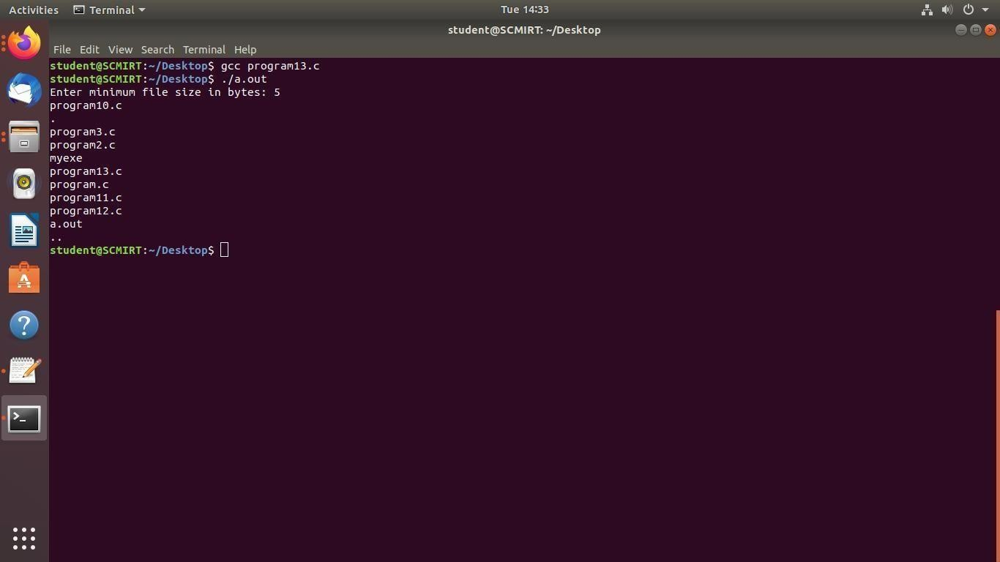 Activities Terminal Tue 14:33
student@SCMIRT: ~/Desktop
File Edit View Search Terminal Help
student@SCMIRT:~/Desktop$ gcc program13.c
student@SCMIRT:~/Desktop$ ./a.out
Enter minimum file size in bytes: 5
program10.c
.
program3.c
program2.c
myexe
program13.c
program.c
program11.c
program12.c
a.out
..
student@SCMIRT:~/Desktop$